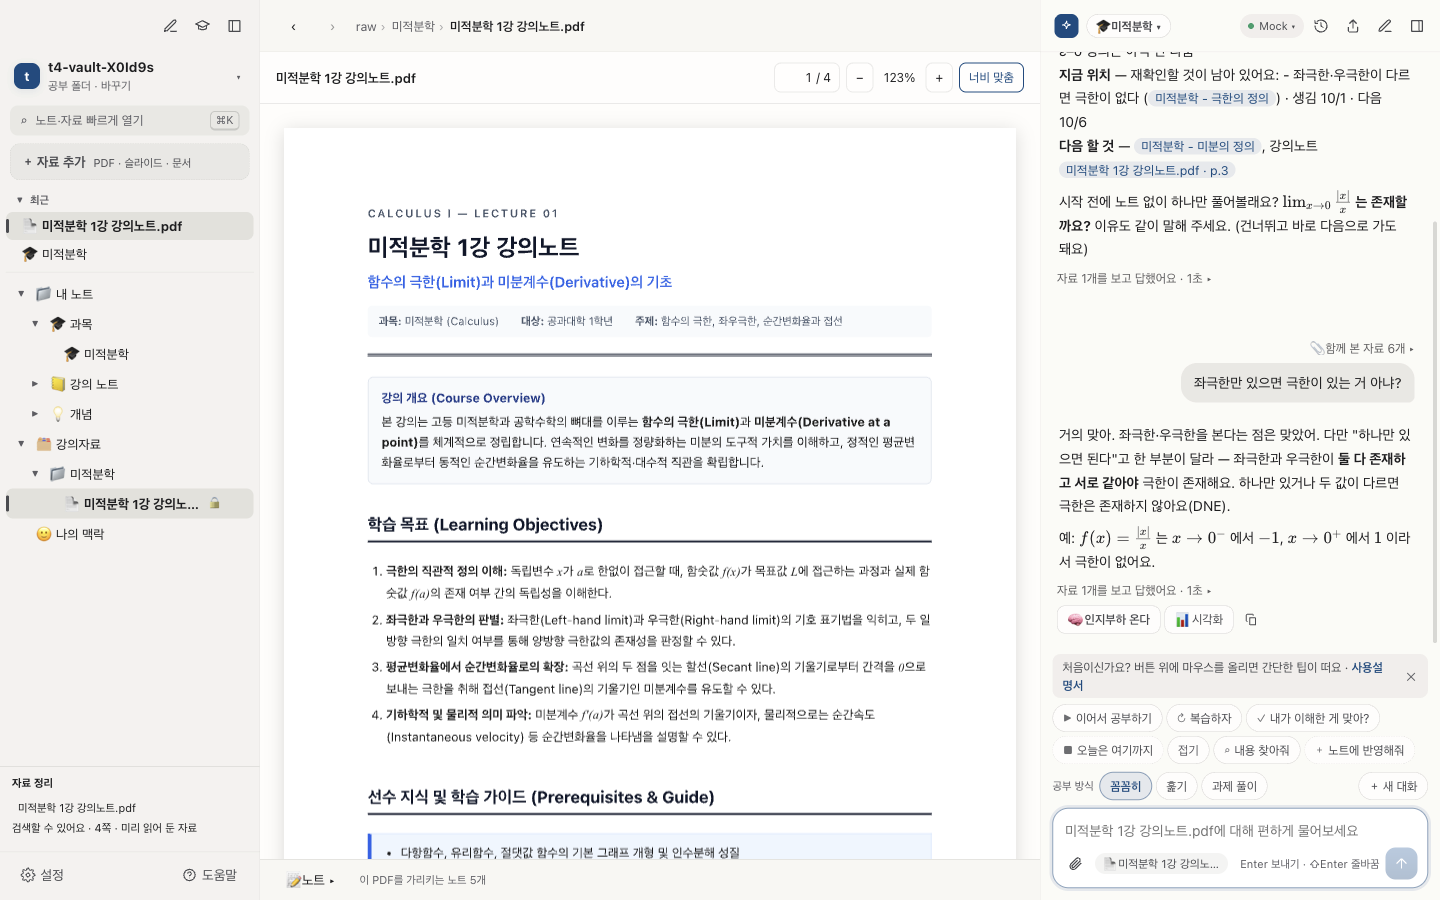 t4-vault-X0ld9s
공부 폴더 · 바꾸기
노트·자료 빠르게 열기 ⌘K
+ 자료 추가 PDF · 슬라이드 · 문서
최근
미적분학 1강 강의노트.pdf
미적분학
내 노트
과목
미적분학
강의 노트
개념
강의자료
미적분학
미적분학 1강 강의노...
나의 맥락
자료 정리
미적분학 1강 강의노트.pdf
검색할 수 있어요 · 4쪽 · 미리 읽어 둔 자료
설정 도움말
raw › 미적분학 › 미적분학 1강 강의노트.pdf
미적분학 1강 강의노트.pdf 1 / 4 − 123% + 너비 맞춤
CALCULUS I — LECTURE 01
미적분학 1강 강의노트
함수의 극한(Limit)과 미분계수(Derivative)의 기초
과목: 미적분학 (Calculus) 대상: 공과대학 1학년 주제: 함수의 극한, 좌우극한, 순간변화율과 접선
강의 개요 (Course Overview)
본 강의는 고등 미적분학과 공학수학의 뼈대를 이루는 함수의 극한(Limit)과 미분계수(Derivative at a
point)를 체계적으로 정립합니다. 연속적인 변화를 정량화하는 미분의 도구적 가치를 이해하고, 정적인 평균변
화율로부터 동적인 순간변화율을 유도하는 기하학적·대수적 직관을 확립합니다.
학습 목표 (Learning Objectives)
1. 극한의 직관적 정의 이해: 독립변수 x가 a로 한없이 접근할 때, 함숫값 f(x)가 목표값 L에 접근하는 과정과 실제 함
숫값 f(a)의 존재 여부 간의 독립성을 이해한다.
2. 좌극한과 우극한의 판별: 좌극한(Left-hand limit)과 우극한(Right-hand limit)의 기호 표기법을 익히고, 두 일
방향 극한의 일치 여부를 통해 양방향 극한값의 존재성을 판정할 수 있다.
3. 평균변화율에서 순간변화율로의 확장: 곡선 위의 두 점을 잇는 할선(Secant line)의 기울기로부터 간격을 0으로
보내는 극한을 취해 접선(Tangent line)의 기울기인 미분계수를 유도할 수 있다.
4. 기하학적 및 물리적 의미 파악: 미분계수 f'(a)가 곡선 위의 접선의 기울기이자, 물리적으로는 순간속도
(Instantaneous velocity) 등 순간변화율을 나타냄을 설명할 수 있다.
선수 지식 및 학습 가이드 (Prerequisites & Guide)
• 다항함수, 유리함수, 절댓값 함수의 기본 그래프 개형 및 인수분해 성질
노트 이 PDF를 가리키는 노트 5개
미적분학 Mock
지금 위치 — 재확인할 것이 남아 있어요: - 좌극한·우극한이 다르
면 극한이 없다 ( 미적분학 - 극한의 정의 ) · 생김 10/1 · 다음
10/6
다음 할 것 — 미적분학 - 미분의 정의 , 강의노트
미적분학 1강 강의노트.pdf · p.3
시작 전에 노트 없이 하나만 풀어볼래요? lim x→0 |x|/x 는 존재할
까요? 이유도 같이 말해 주세요. (건너뛰고 바로 다음으로 가도
돼요)
자료 1개를 보고 답했어요 · 1초
함께 본 자료 6개
좌극한만 있으면 극한이 있는 거 아냐?
거의 맞아. 좌극한·우극한을 본다는 점은 맞았어. 다만 "하나만 있
으면 된다"고 한 부분이 달라 — 좌극한과 우극한이 둘 다 존재하
고 서로 같아야 극한이 존재해요. 하나만 있거나 두 값이 다르면
극한은 존재하지 않아요(DNE).
예: f(x) = |x|/x 는 x → 0⁻ 에서 −1, x → 0⁺ 에서 1 이라
서 극한이 없어요.
자료 1개를 보고 답했어요 · 1초
인지부하 온다 시각화
처음이신가요? 버튼 위에 마우스를 올리면 간단한 팁이 떠요 · 사용설
명서
이어서 공부하기 복습하자 내가 이해한 게 맞아?
오늘은 여기까지 접기 내용 찾아줘 + 노트에 반영해줘
공부 방식 꼼꼼히 훑기 과제 풀이 + 새 대화
미적분학 1강 강의노트.pdf에 대해 편하게 물어보세요
미적분학 1강 강의노... Enter 보내기 · ⇧Enter 줄바꿈